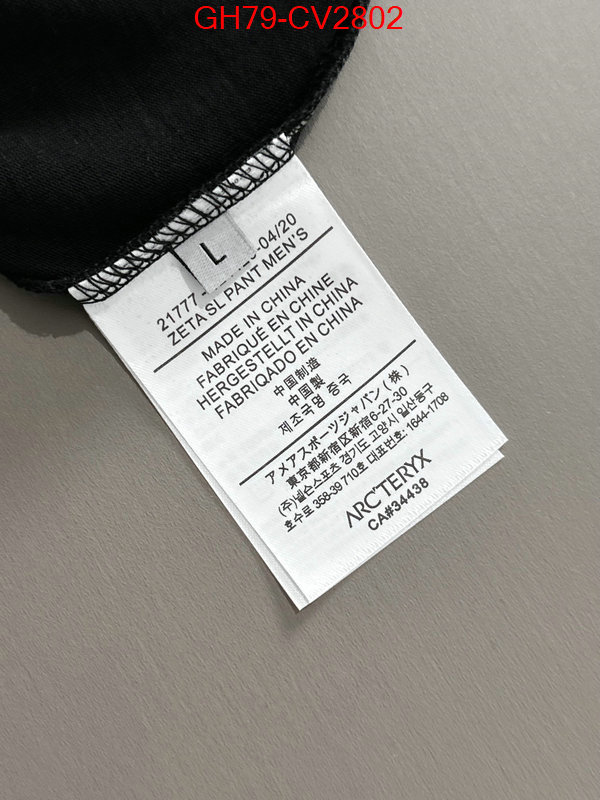 GH79-CV2802
L
21777 04/20
ZETA SL PANT MEN'S
MADE IN CHINA
FABRIQUÉ EN CHINE
HERGESTELLT IN CHINA
FABRIQADO EN CHINA
中国制造
中国製
제조국명 중국
アメアスポーツジャパン(株)
東京都新宿区新宿6-27-30
(주)넬슨스포츠 경기도 고양시 일산동구
호수로 358-39 710호 대표번호: 1644-1708
ARC'TERYX
CA#34438